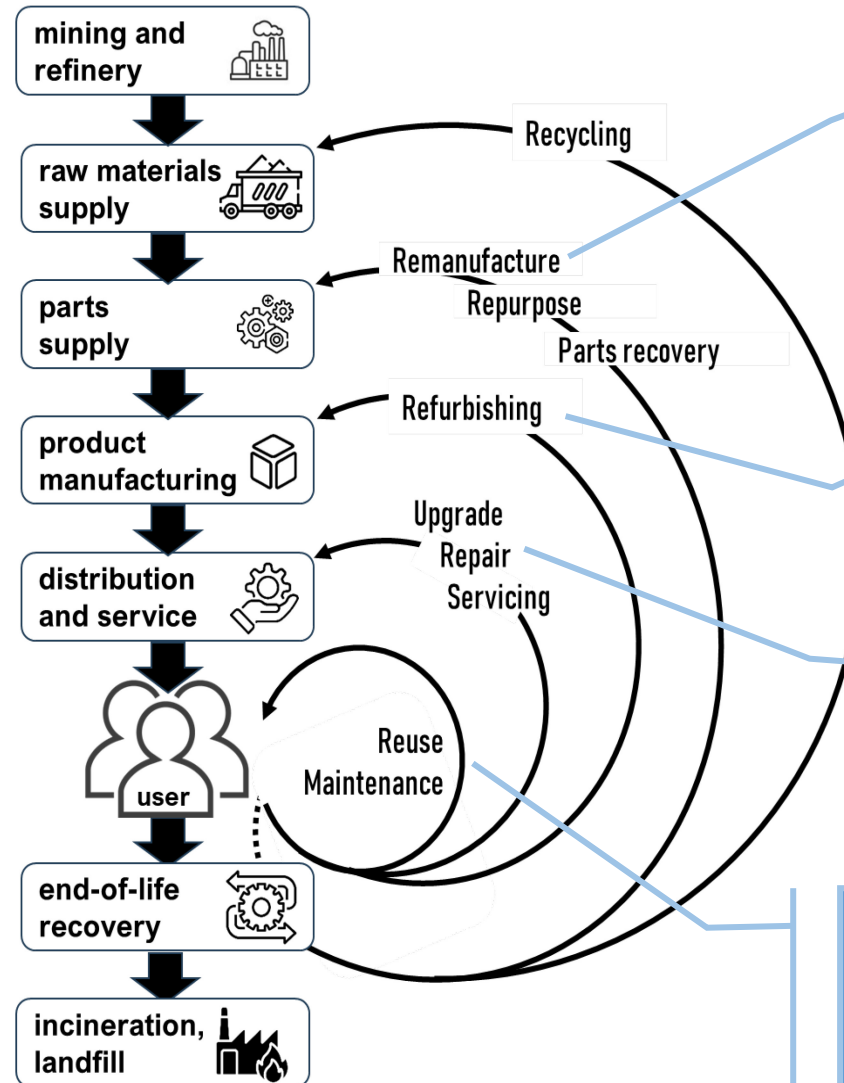 mining and
refinery
Recycling
raw materials
supply
Remanufacture
Repurpose
parts
supply
Parts recovery
Refurbishing
product
manufacturing
Upgrade
Repair
Servicing
distribution
and service
Reuse
Maintenance
user
end-of-life
recovery
incineration,
landfill